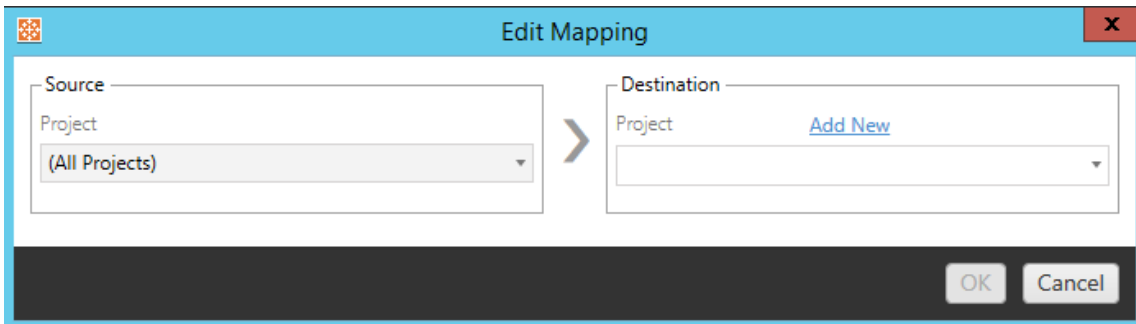 Edit Mapping
x
Source
Project
(All Projects)
Destination
Project Add New
OK Cancel